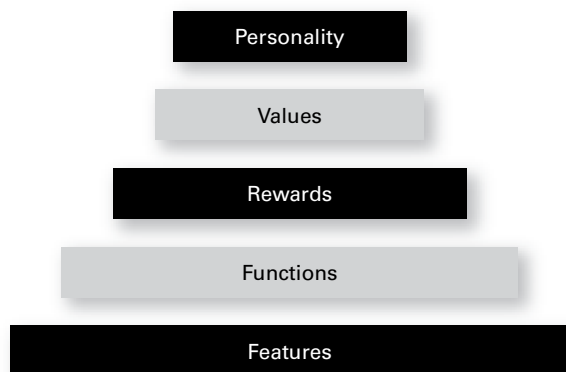 Personality
Values
Rewards
Functions
Features